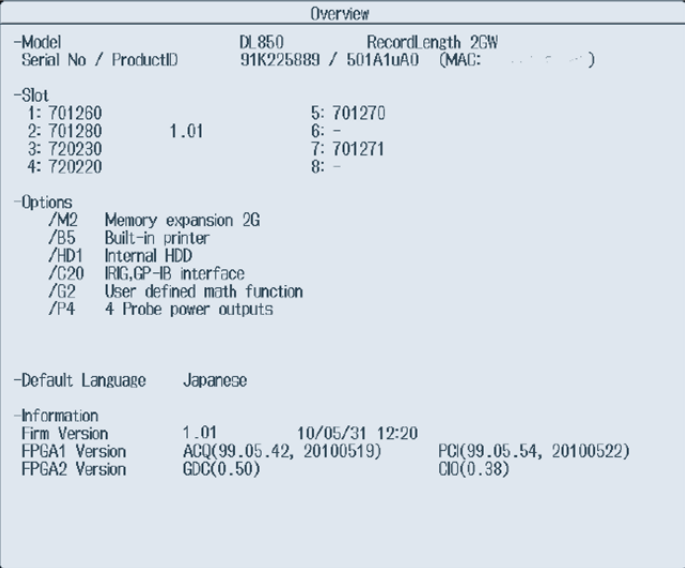 Overview
-Model DL850 RecordLength 2GW
Serial No / ProductID 91K225889 / 501A1uA0 (MAC: )
-Slot
1: 701260 5: 701270
2: 701280 1.01 6: -
3: 720230 7: 701271
4: 720220 8: -
-Options
/M2 Memory expansion 2G
/B5 Built-in printer
/HD1 Internal HDD
/C20 IRIG,GP-IB interface
/G2 User defined math function
/P4 4 Probe power outputs
-Default Language Japanese
-Information
Firm Version 1.01 10/05/31 12:20
FPGA1 Version ACQ(99.05.42, 20100519) PCI(99.05.54, 20100522)
FPGA2 Version GDC(0.50) CIO(0.38)